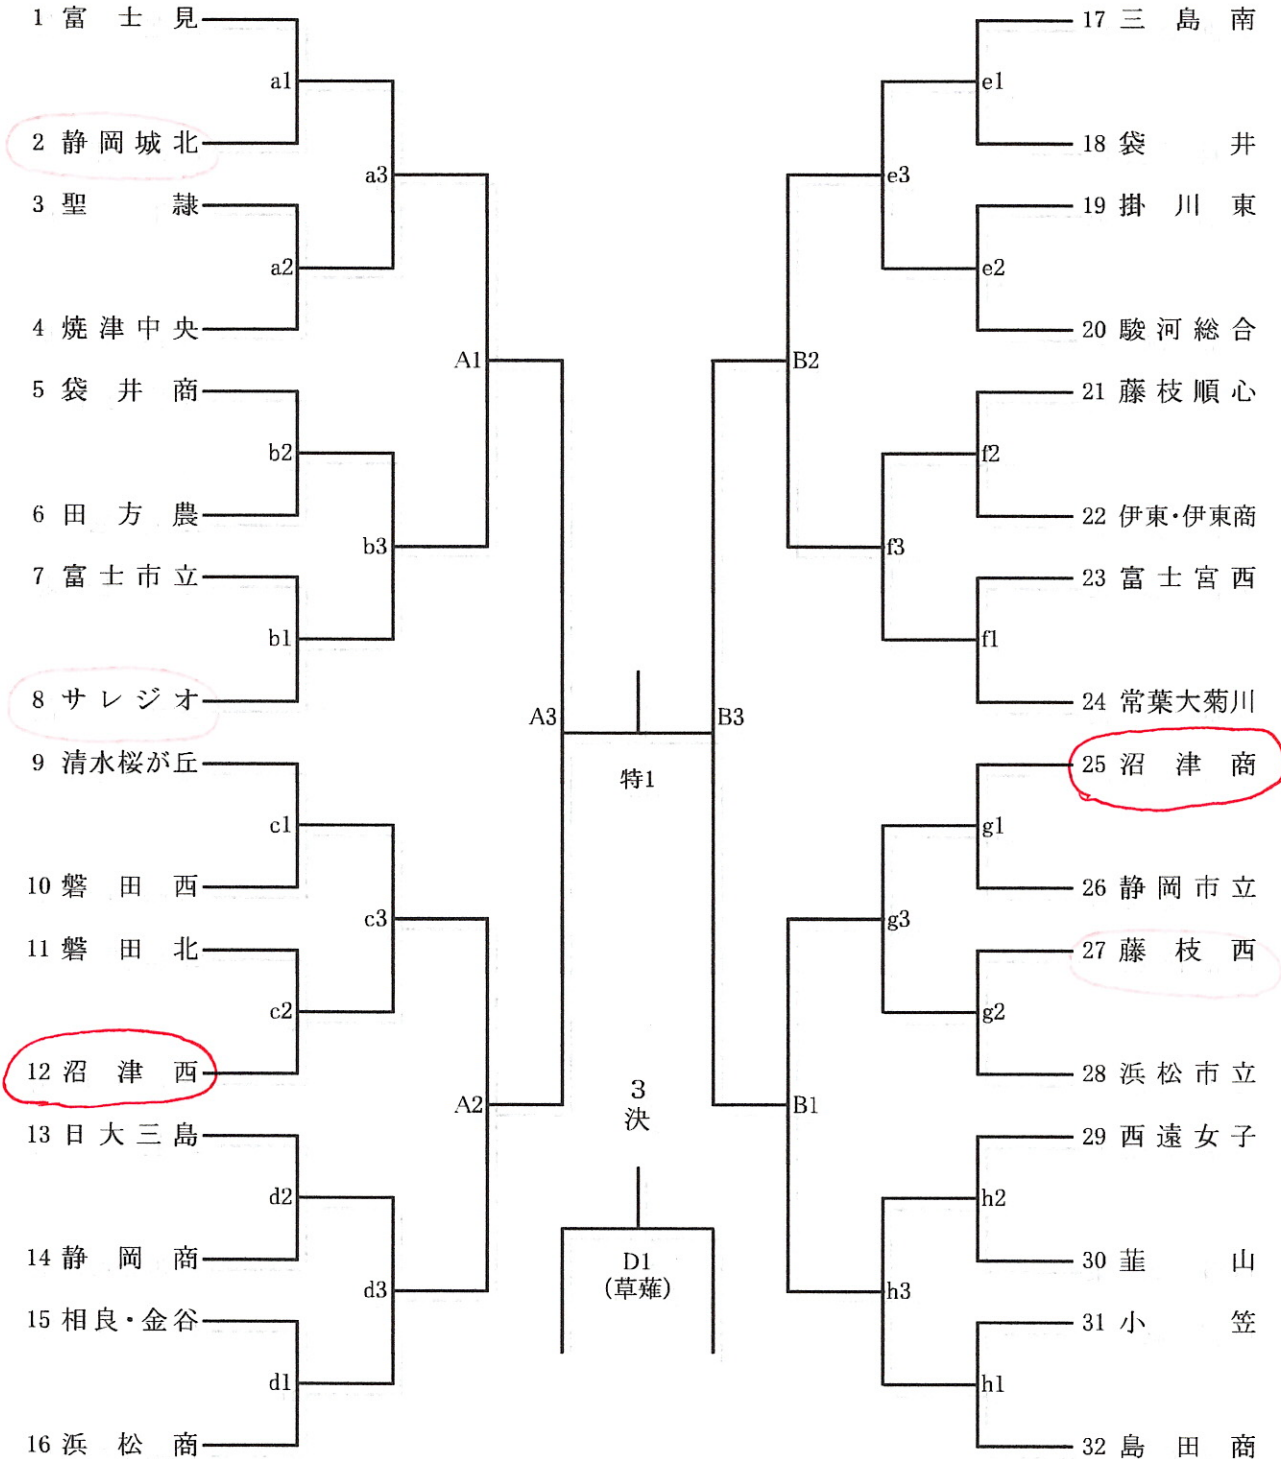 1 富士見
a1
2 静岡城北
a3
3 聖隷
a2
4 焼津中央
A1
5 袋井商
b2
6 田方農
b3
7 富士市立
b1
8 サレジオ
A3
9 清水桜が丘
c1
10 磐田西
c3
11 磐田北
c2
12 沼津西
A2
13 日大三島
d2
14 静岡商
d3
15 相良・金谷
d1
16 浜松商
特1
3
決
D1
(草薙)
17 三島南
e1
18 袋井
e3
19 掛川東
e2
20 駿河総合
B2
21 藤枝順心
f2
22 伊東・伊東商
f3
23 富士宮西
f1
24 常葉大菊川
B3
25 沼津商
g1
26 静岡市立
g3
27 藤枝西
g2
28 浜松市立
B1
29 西遠女子
h2
30 韮山
h3
31 小笠
h1
32 島田商